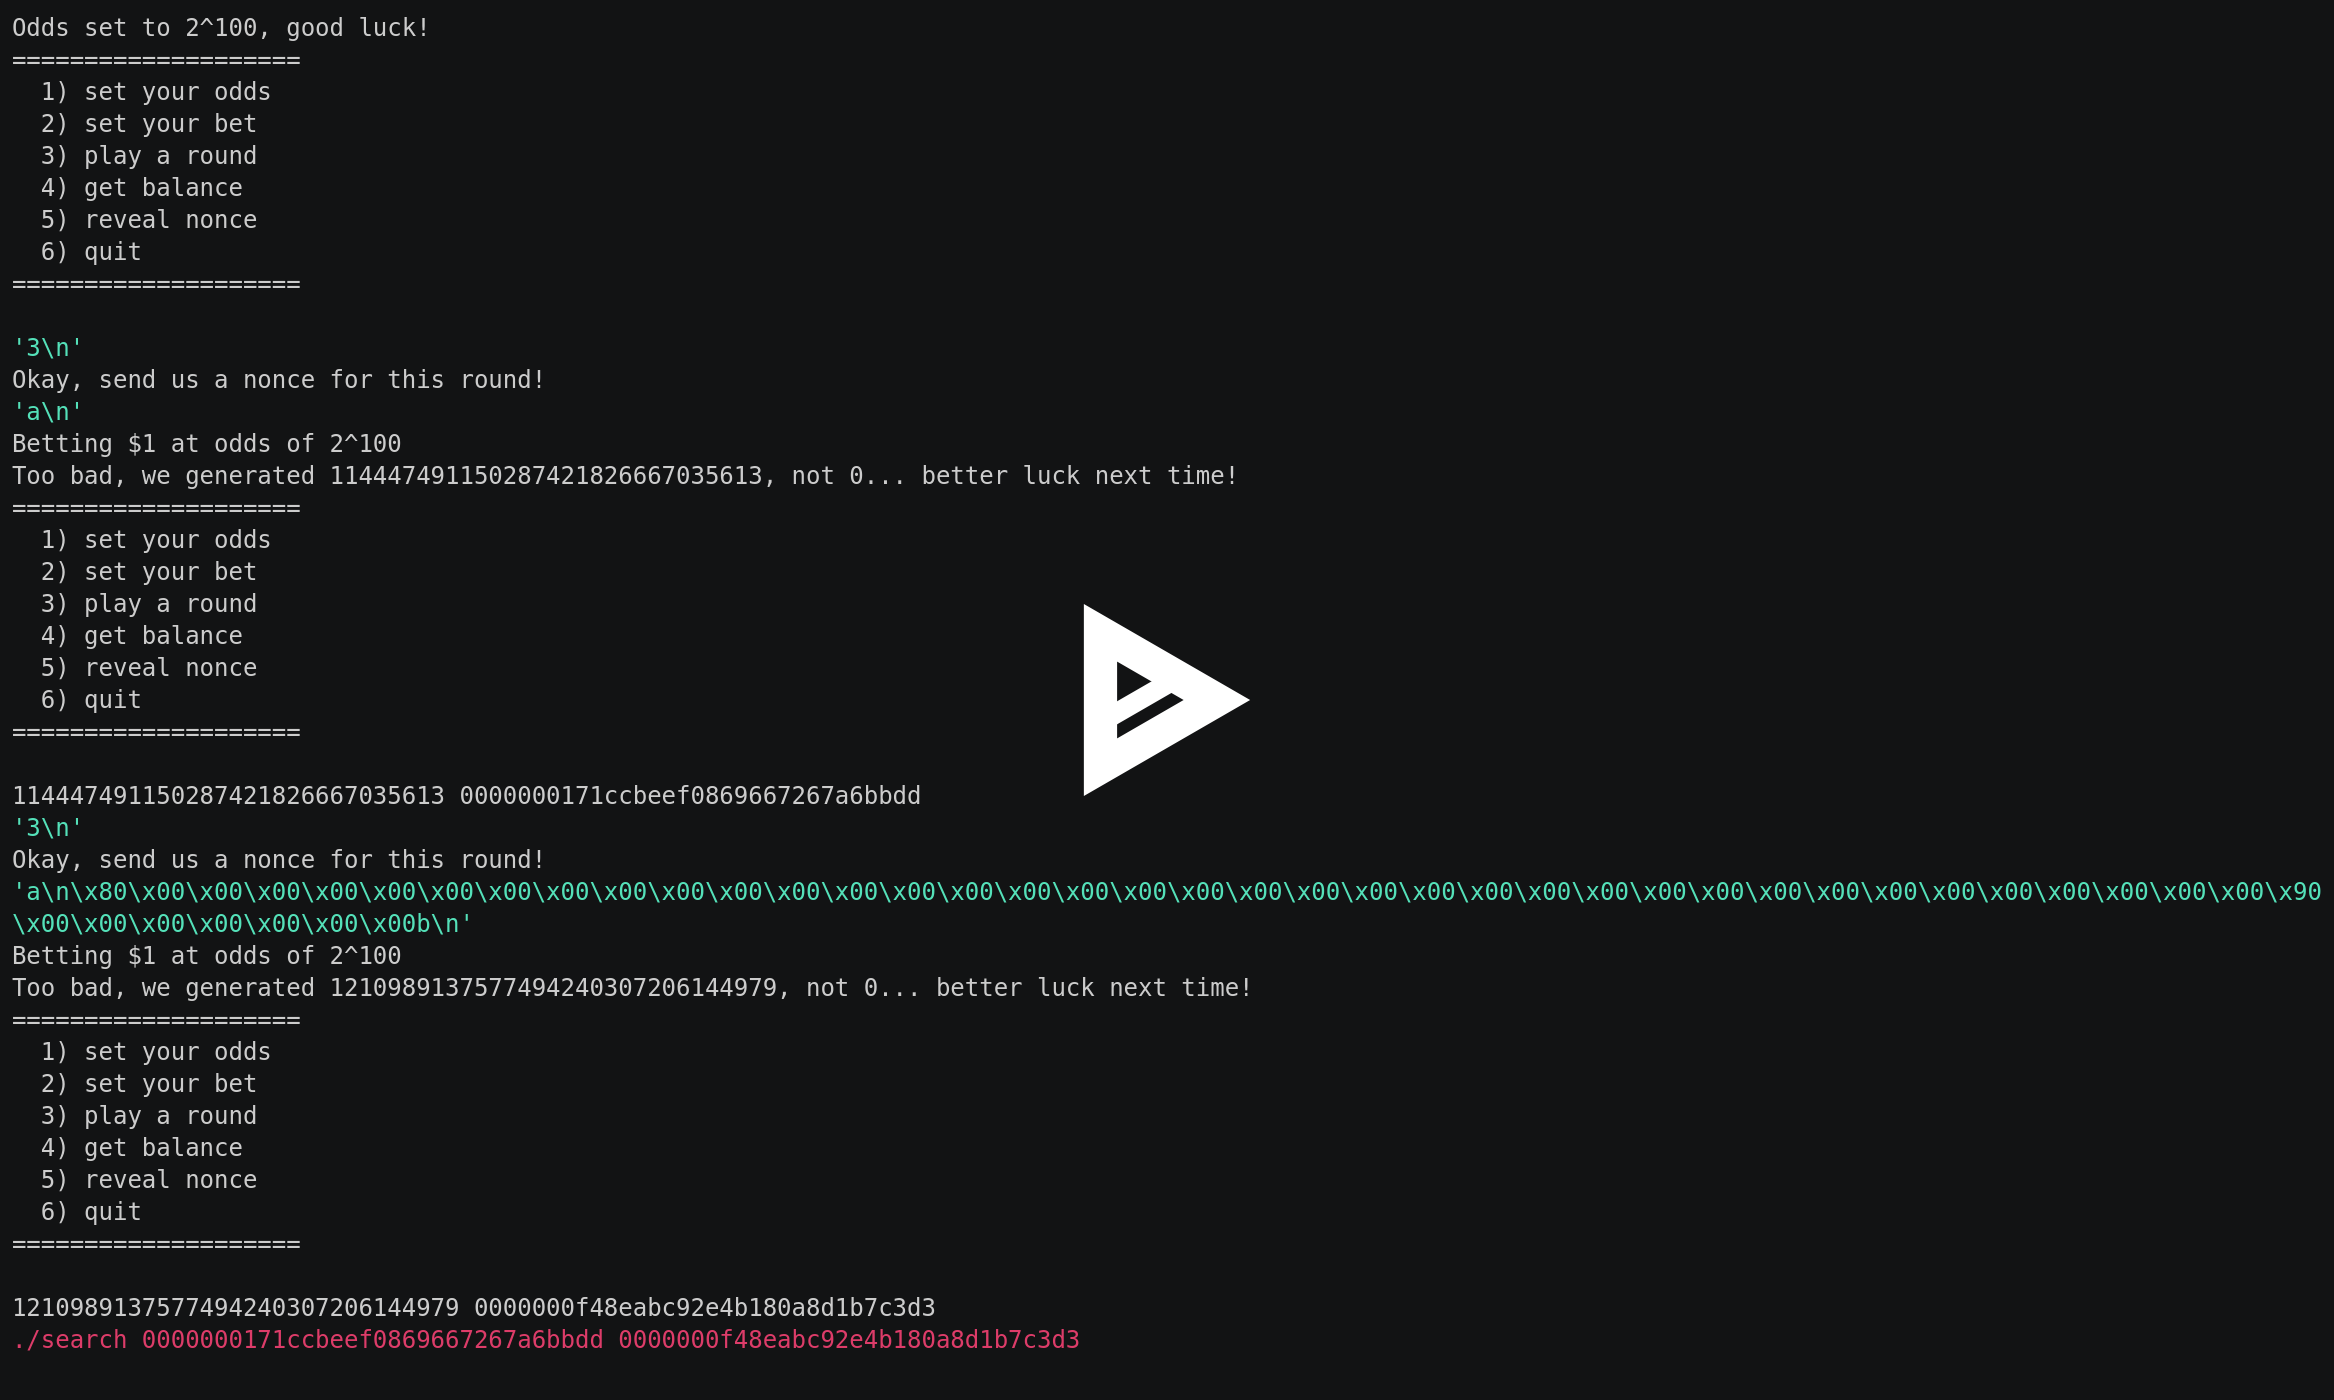 Odds set to 2^100, good luck!
====================
  1) set your odds
  2) set your bet
  3) play a round
  4) get balance
  5) reveal nonce
  6) quit
====================
'3\n'
Okay, send us a nonce for this round!
'a\n'
Betting $1 at odds of 2^100
Too bad, we generated 114447491150287421826667035613, not 0... better luck next time!
====================
  1) set your odds
  2) set your bet
  3) play a round
  4) get balance
  5) reveal nonce
  6) quit
====================
114447491150287421826667035613 0000000171ccbeef0869667267a6bbdd
'3\n'
Okay, send us a nonce for this round!
'a\n\x80\x00\x00\x00\x00\x00\x00\x00\x00\x00\x00\x00\x00\x00\x00\x00\x00\x00\x00\x00\x00\x00\x00\x00\x00\x00\x00\x00\x00\x00\x00\x00\x00\x00\x00\x00\x00\x00\x90
\x00\x00\x00\x00\x00\x00\x00b\n'
Betting $1 at odds of 2^100
Too bad, we generated 1210989137577494240307206144979, not 0... better luck next time!
====================
  1) set your odds
  2) set your bet
  3) play a round
  4) get balance
  5) reveal nonce
  6) quit
====================
1210989137577494240307206144979 0000000f48eabc92e4b180a8d1b7c3d3
./search 0000000171ccbeef0869667267a6bbdd 0000000f48eabc92e4b180a8d1b7c3d3